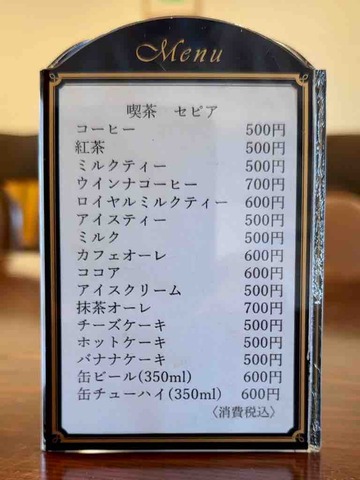 Menu
喫茶 セピア
コーヒー 500円
紅茶 500円
ミルクティー 500円
ウインナコーヒー 700円
ロイヤルミルクティー 600円
アイスティー 500円
ミルク 500円
カフェオーレ 600円
ココア 600円
アイスクリーム 500円
抹茶オーレ 700円
チーズケーキ 500円
ホットケーキ 500円
バナナケーキ 500円
缶ビール(350ml) 600円
缶チューハイ(350ml) 600円
〈消費税込〉